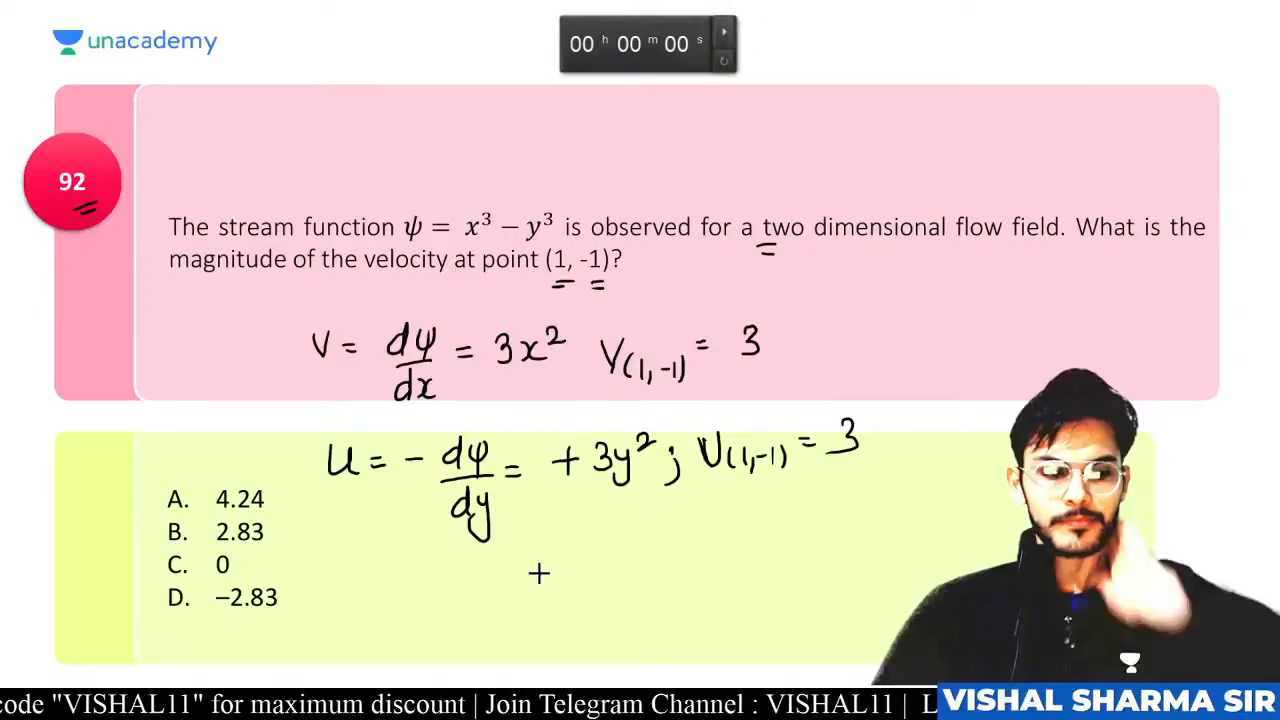 unacademy
00 h 00 m 00 s
92
The stream function ψ = x³ − y³ is observed for a two dimensional flow field. What is the
magnitude of the velocity at point (1, -1)?
V = dψ/dx = 3x² V(1,-1) = 3
u = - dψ/dy = +3y² ; U(1,-1) = 3
+
A. 4.24
B. 2.83
C. 0
D. –2.83
code "VISHAL11" for maximum discount | Join Telegram Channel : VISHAL11 | L
VISHAL SHARMA SIR